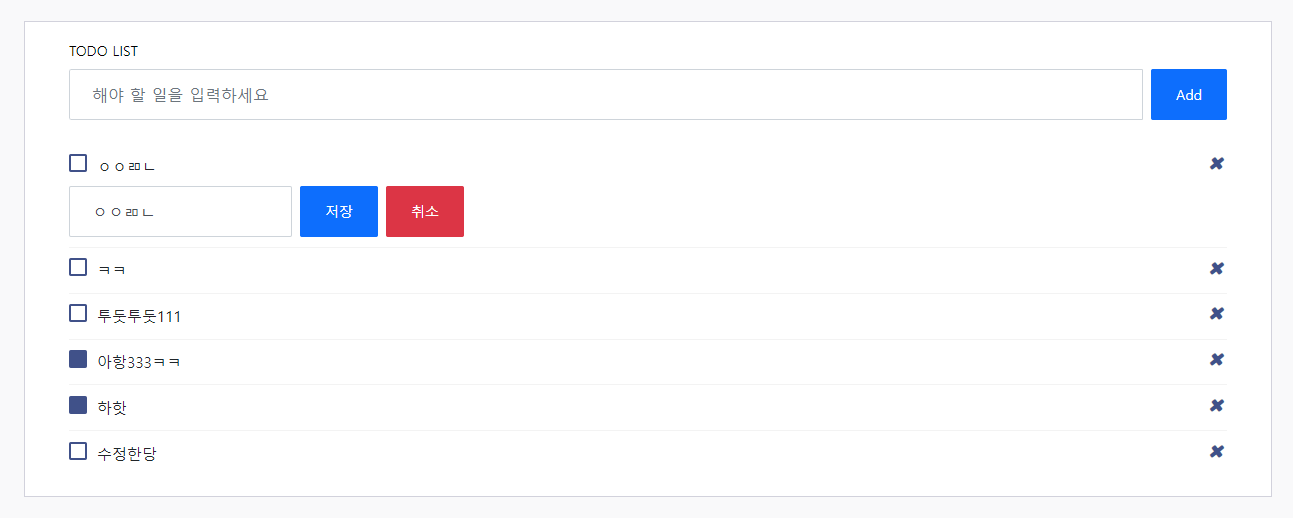 TODO LIST
해야 할 일을 입력하세요 Add
ㅇㅇㄻㄴ
ㅇㅇㄻㄴ 저장 취소
ㅋㅋ
투둣투둣111
아항333ㅋㅋ
하핫
수정한당